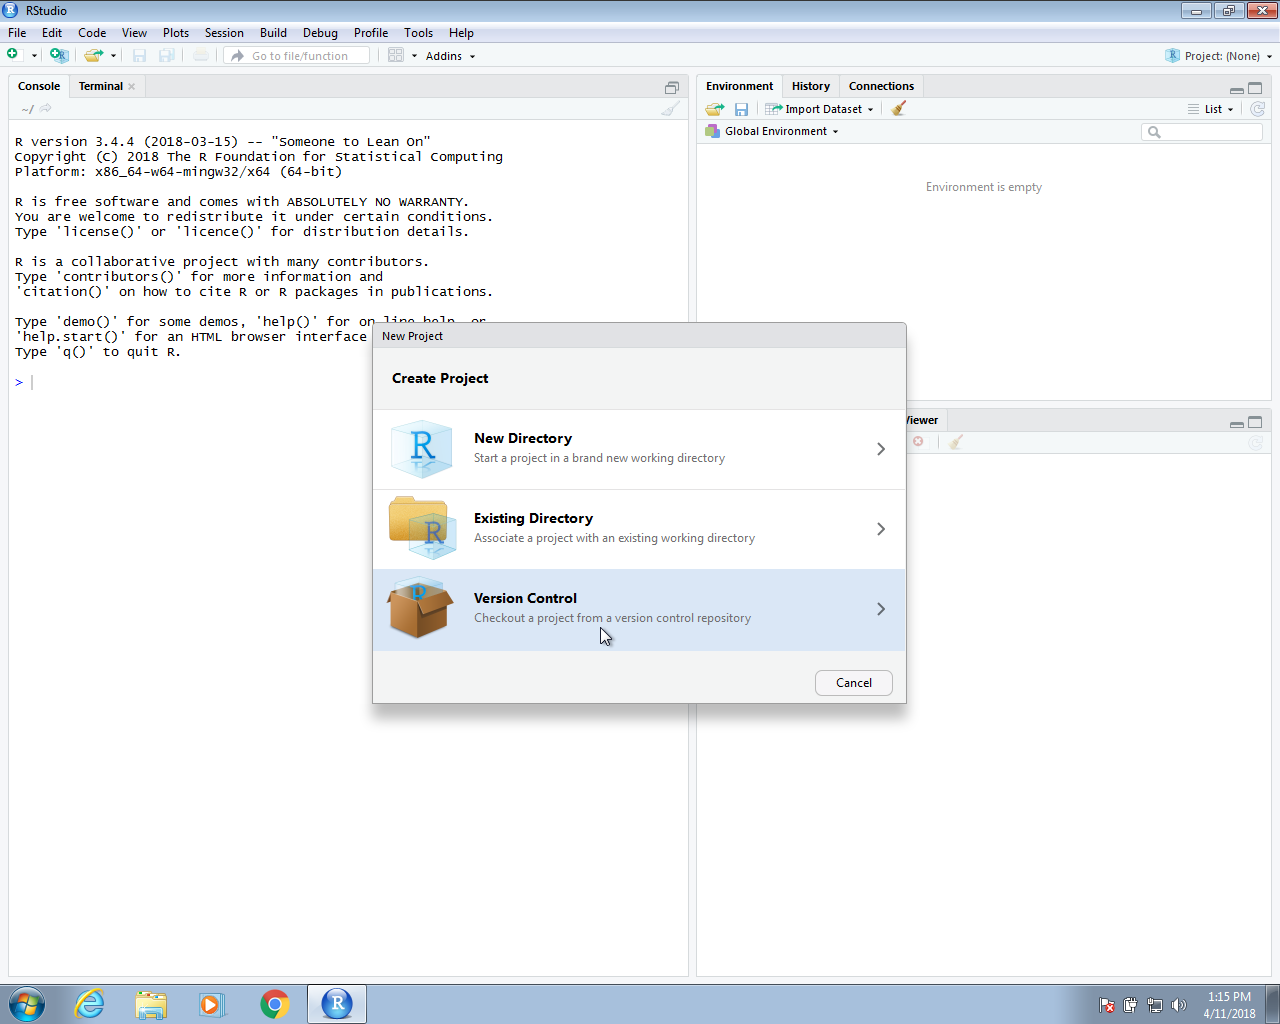 RStudio
File Edit Code View Plots Session Build Debug Profile Tools Help
Go to file/function Addins Project: (None)
Console Terminal
~/
R version 3.4.4 (2018-03-15) -- "Someone to Lean On"
Copyright (C) 2018 The R Foundation for Statistical Computing
Platform: x86_64-w64-mingw32/x64 (64-bit)
R is free software and comes with ABSOLUTELY NO WARRANTY.
You are welcome to redistribute it under certain conditions.
Type 'license()' or 'licence()' for distribution details.
R is a collaborative project with many contributors.
Type 'contributors()' for more information and
'citation()' on how to cite R or R packages in publications.
Type 'demo()' for some demos, 'help()' for on-line help, or
'help.start()' for an HTML browser interface
Type 'q()' to quit R.
>
Environment History Connections
Import Dataset List
Global Environment
Environment is empty
Viewer
New Project
Create Project
New Directory
Start a project in a brand new working directory
Existing Directory
Associate a project with an existing working directory
Version Control
Checkout a project from a version control repository
Cancel
1:15 PM
4/11/2018